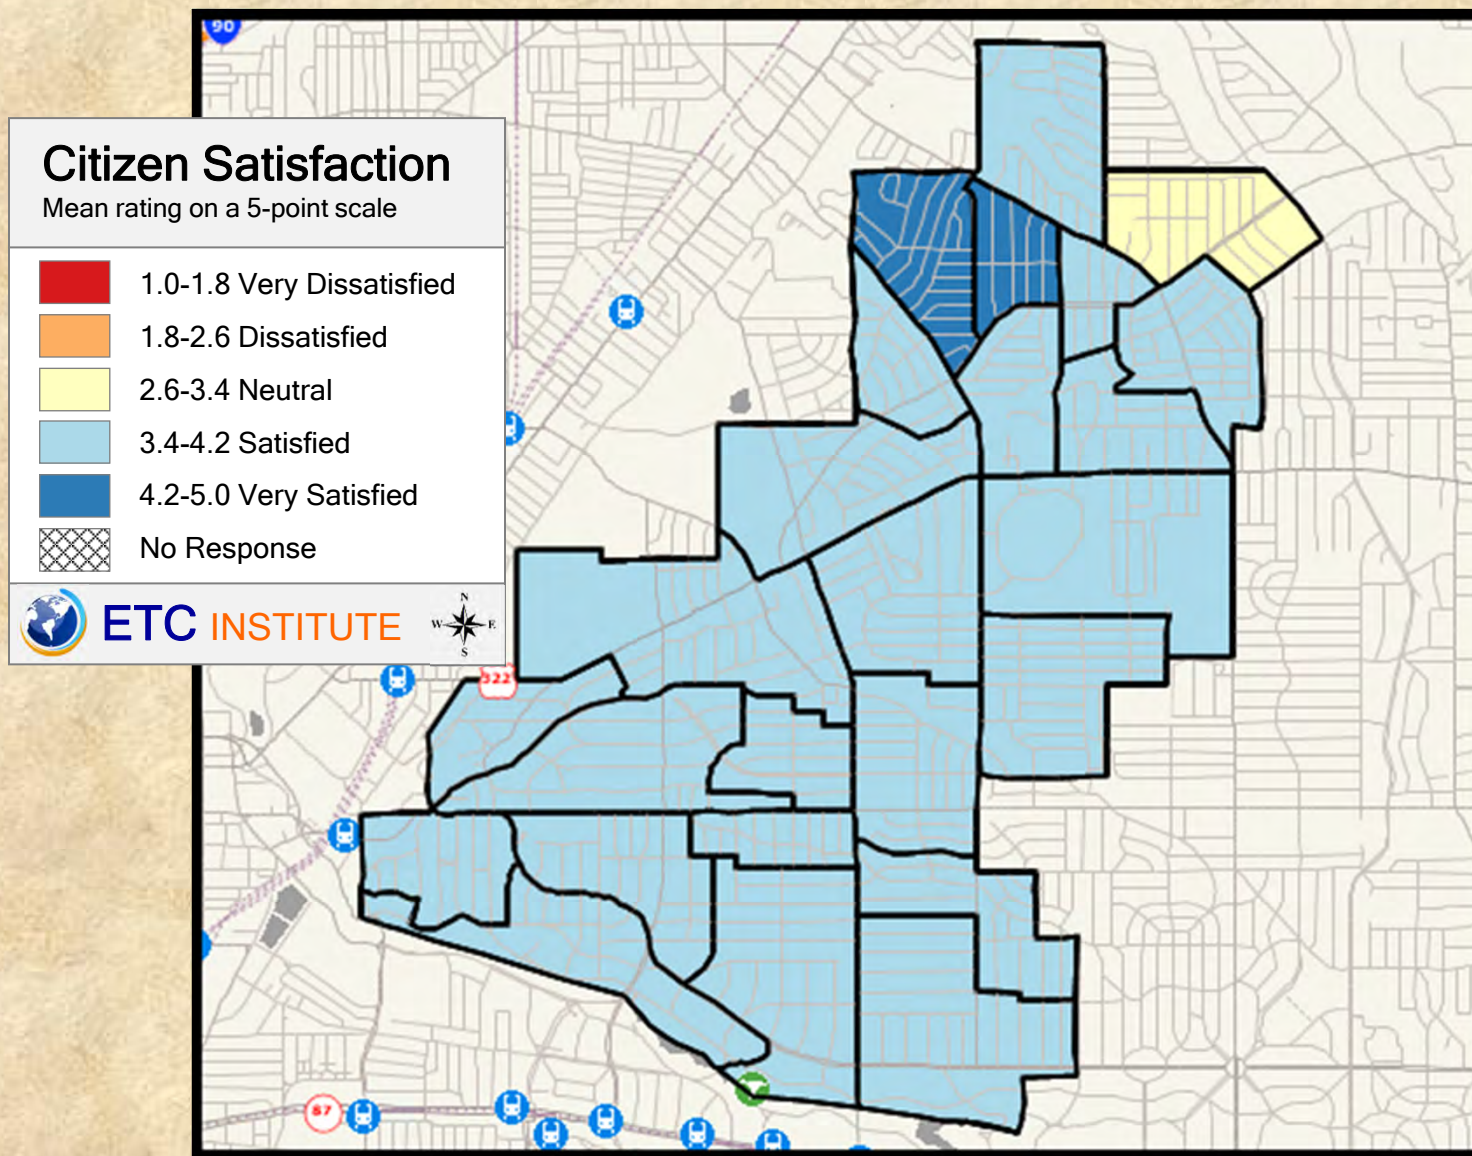 90
Citizen Satisfaction
Mean rating on a 5-point scale
1.0-1.8 Very Dissatisfied
1.8-2.6 Dissatisfied
2.6-3.4 Neutral
3.4-4.2 Satisfied
4.2-5.0 Very Satisfied
No Response
ETC INSTITUTE
N
W E
S
322
87